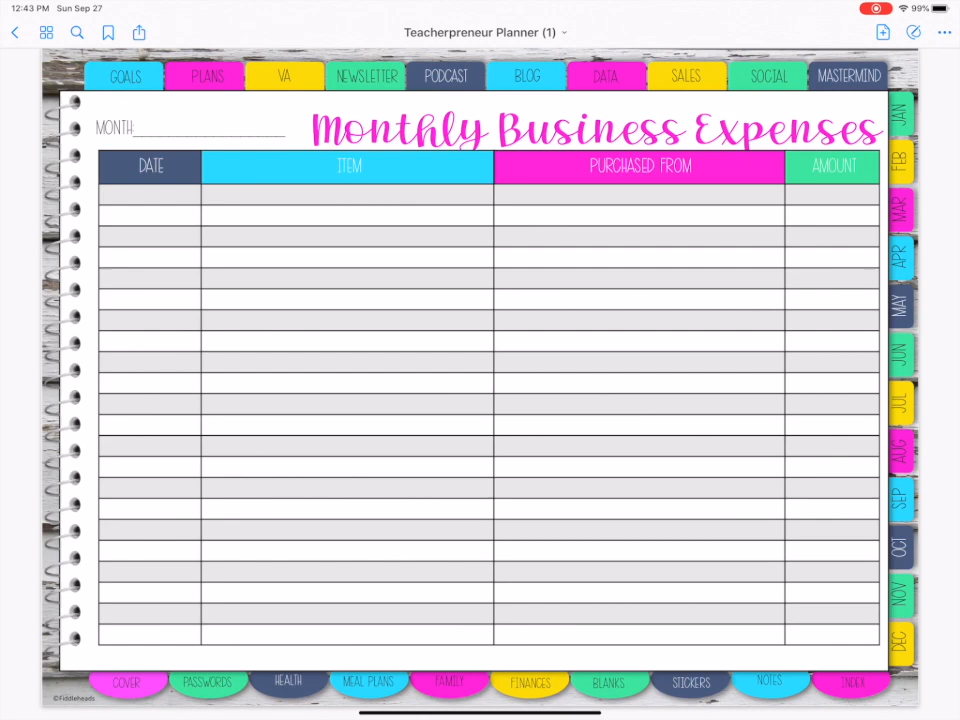 12:43 PM Sun Sep 27 99%
Teacherpreneur Planner (1)
GOALS PLANS VA NEWSLETTER PODCAST BLOG DATA SALES SOCIAL MASTERMIND
MONTH:
Monthly Business Expenses
DATE ITEM PURCHASED FROM AMOUNT
JAN
FEB
MAR
APR
MAY
JUN
JUL
AUG
SEP
OCT
NOV
DEC
COVER PASSWORDS HEALTH MEAL PLANS FAMILY FINANCES BLANKS STICKERS NOTES INDEX
©Fiddleheads